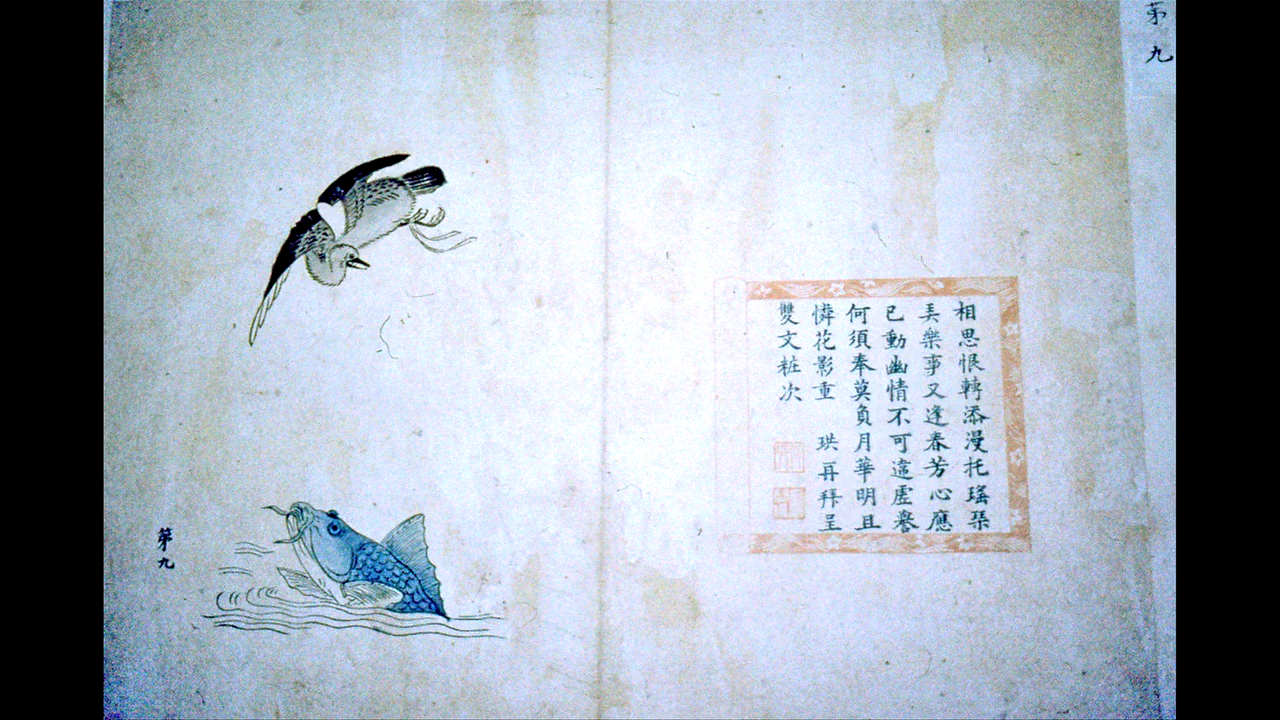 第九
相思恨轉添漫托瑤琹
弄樂事又逢春芳心應
已動幽情不可違虛譽
何須奉莫負月華明且
憐花影重 珙再拜呈
雙文粧次
第九